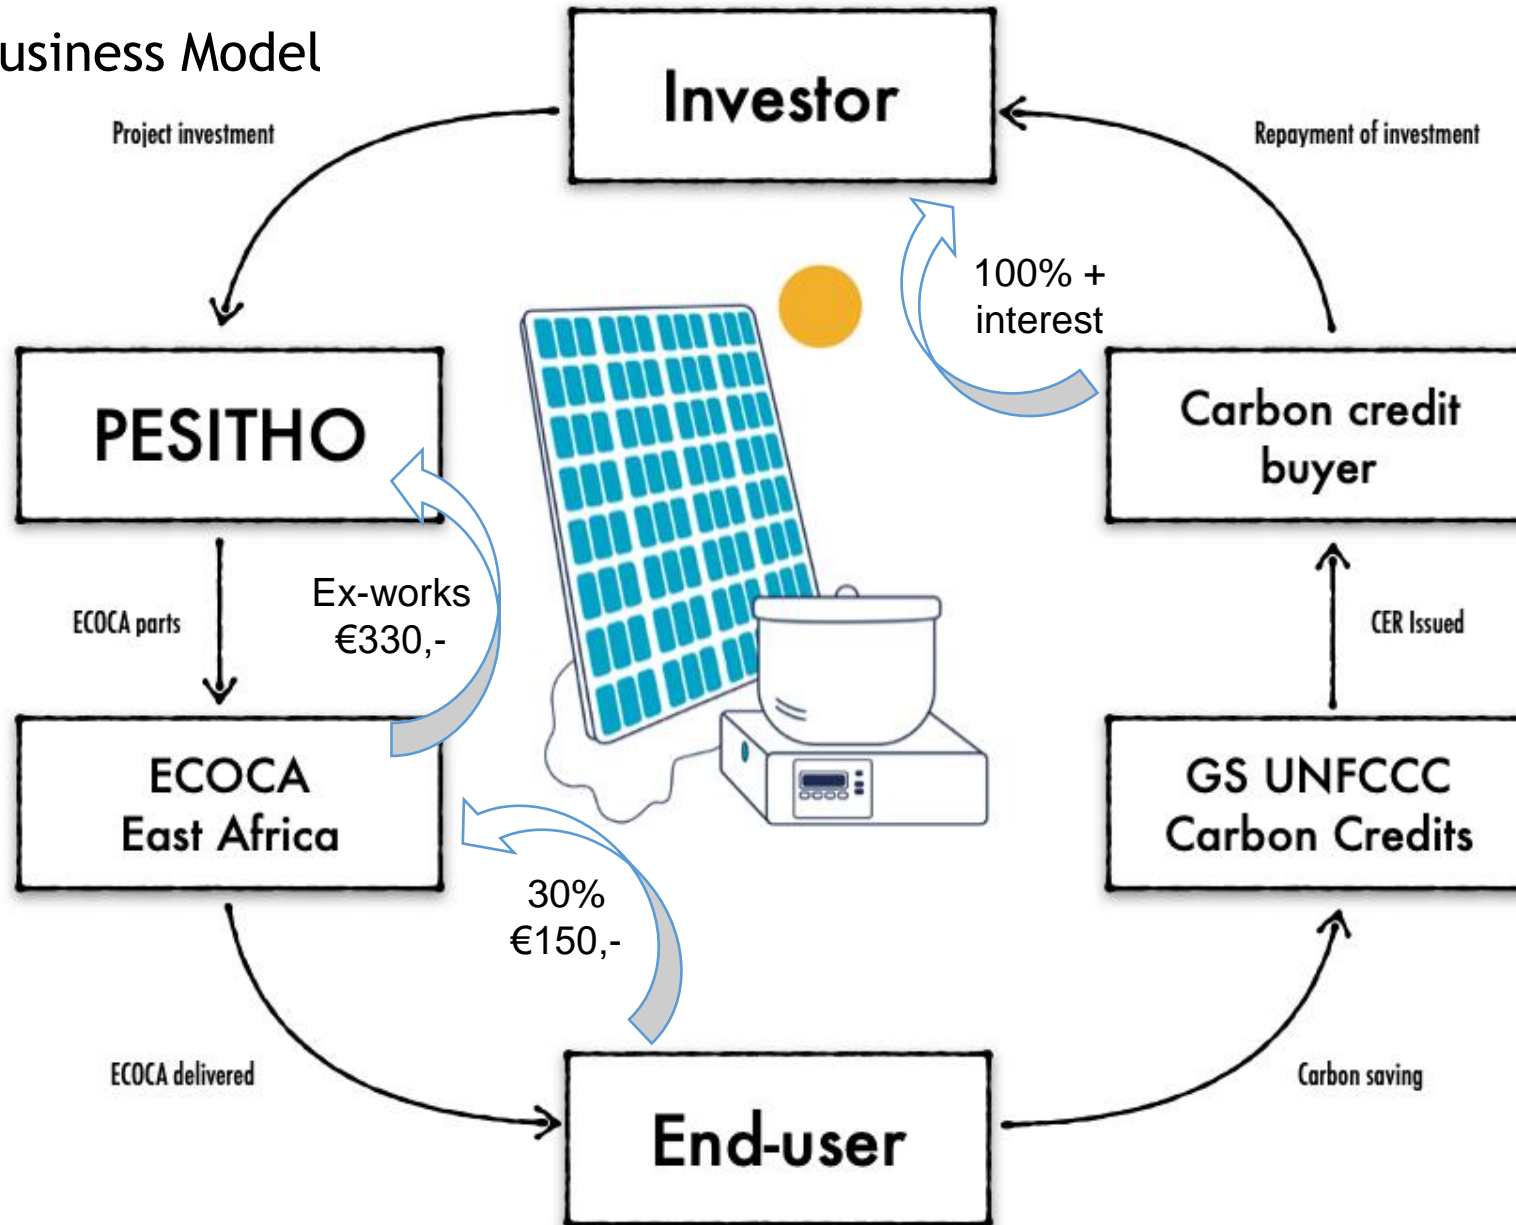 usiness Model
Investor
Project investment
Repayment of investment
100% +
interest
PESITHO
Carbon credit
buyer
Ex-works
€330,-
ECOCA parts
CER Issued
ECOCA
East Africa
GS UNFCCC
Carbon Credits
30%
€150,-
ECOCA delivered
Carbon saving
End-user